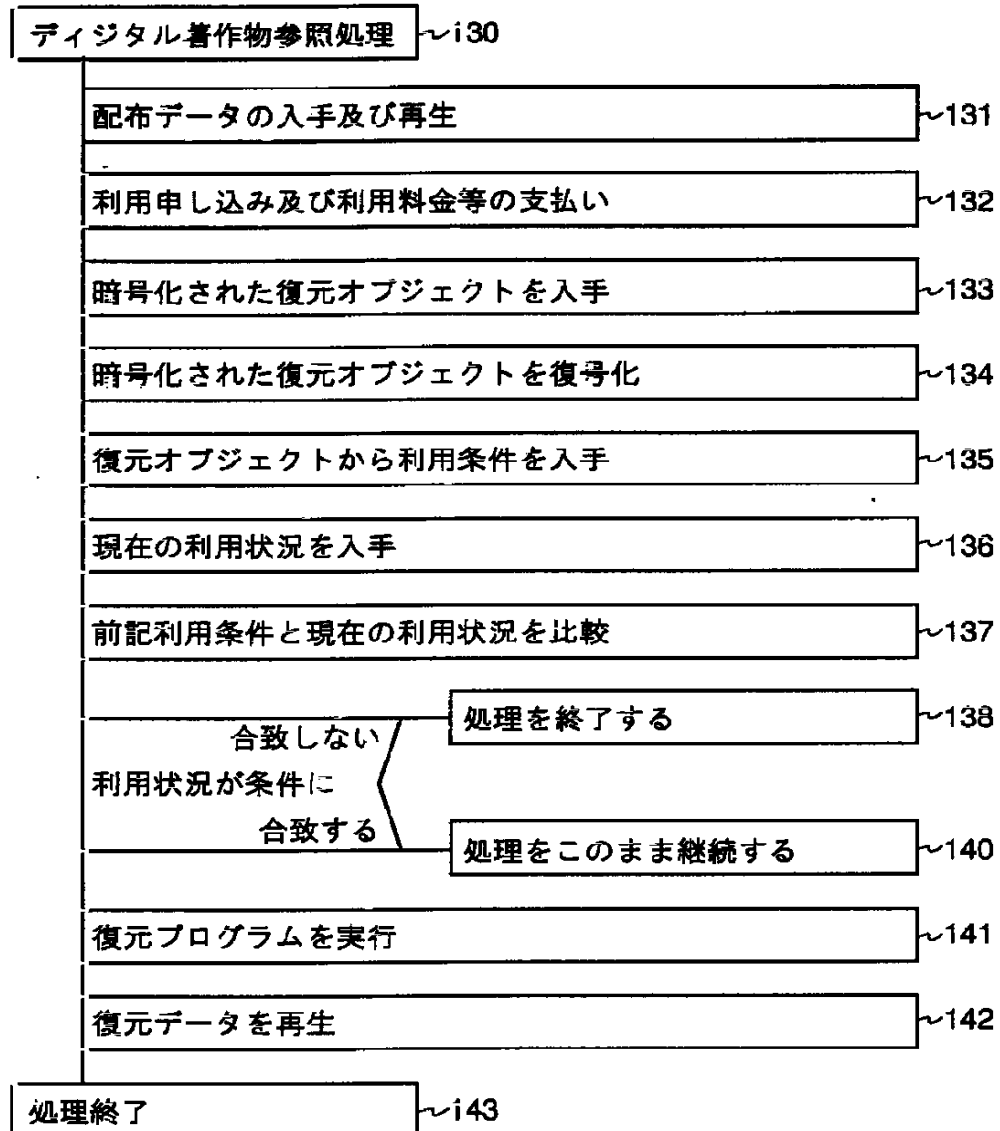 ディジタル著作物参照処理 ~i30
配布データの入手及び再生 ~131
利用申し込み及び利用料金等の支払い ~132
暗号化された復元オブジェクトを入手 ~133
暗号化された復元オブジェクトを復号化 ~134
復元オブジェクトから利用条件を入手 ~135
現在の利用状況を入手 ~136
前記利用条件と現在の利用状況を比較 ~137
処理を終了する ~138
合致しない
利用状況が条件に
合致する
処理をこのまま継続する ~140
復元プログラムを実行 ~141
復元データを再生 ~142
処理終了 ~i43